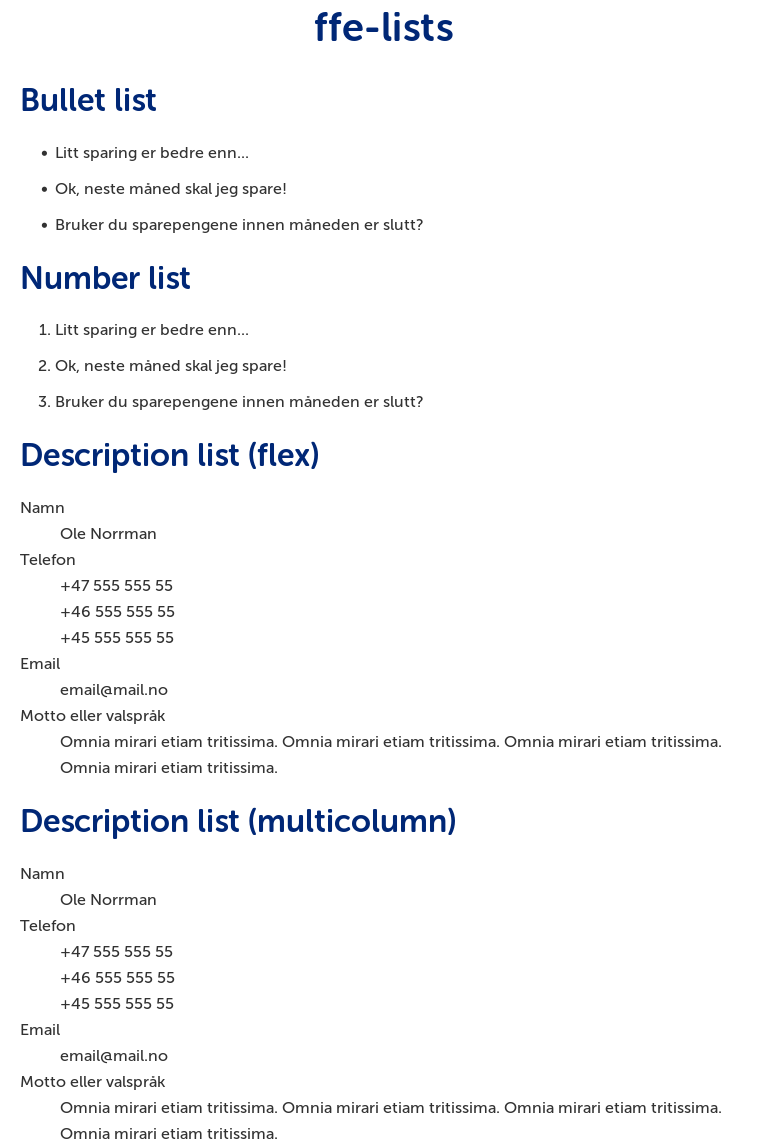 ffe-lists
Bullet list
• Litt sparing er bedre enn...
• Ok, neste måned skal jeg spare!
• Bruker du sparepengene innen måneden er slutt?
Number list
1. Litt sparing er bedre enn...
2. Ok, neste måned skal jeg spare!
3. Bruker du sparepengene innen måneden er slutt?
Description list (flex)
Namn
Ole Norrman
Telefon
+47 555 555 55
+46 555 555 55
+45 555 555 55
Email
email@mail.no
Motto eller valspråk
Omnia mirari etiam tritissima. Omnia mirari etiam tritissima. Omnia mirari etiam tritissima.
Omnia mirari etiam tritissima.
Description list (multicolumn)
Namn
Ole Norrman
Telefon
+47 555 555 55
+46 555 555 55
+45 555 555 55
Email
email@mail.no
Motto eller valspråk
Omnia mirari etiam tritissima. Omnia mirari etiam tritissima. Omnia mirari etiam tritissima.
Omnia mirari etiam tritissima.